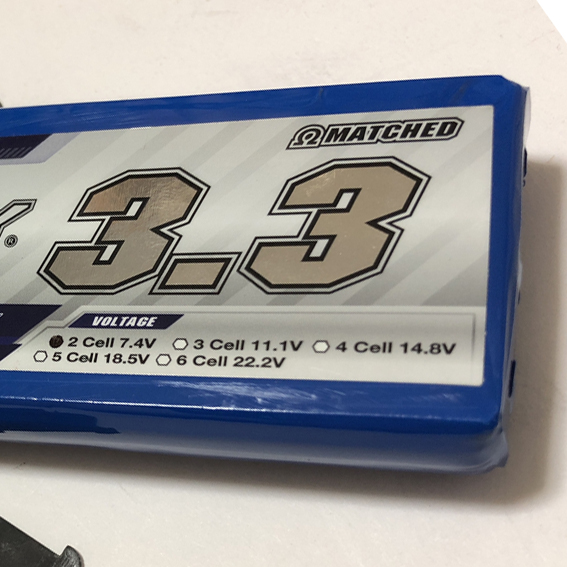 Ω MATCHED
Y® 3.3
VOLTAGE
2 Cell 7.4V 3 Cell 11.1V 4 Cell 14.8V
5 Cell 18.5V 6 Cell 22.2V